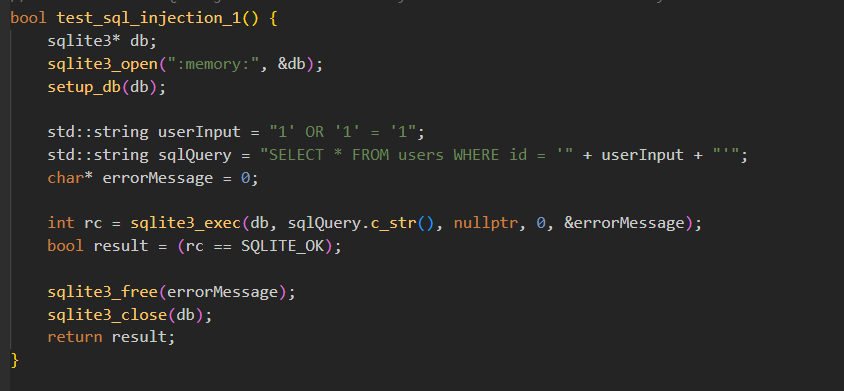 bool test_sql_injection_1() {
    sqlite3* db;
    sqlite3_open(":memory:", &db);
    setup_db(db);

    std::string userInput = "1' OR '1' = '1";
    std::string sqlQuery = "SELECT * FROM users WHERE id = '" + userInput + "'";
    char* errorMessage = 0;

    int rc = sqlite3_exec(db, sqlQuery.c_str(), nullptr, 0, &errorMessage);
    bool result = (rc == SQLITE_OK);

    sqlite3_free(errorMessage);
    sqlite3_close(db);
    return result;
}